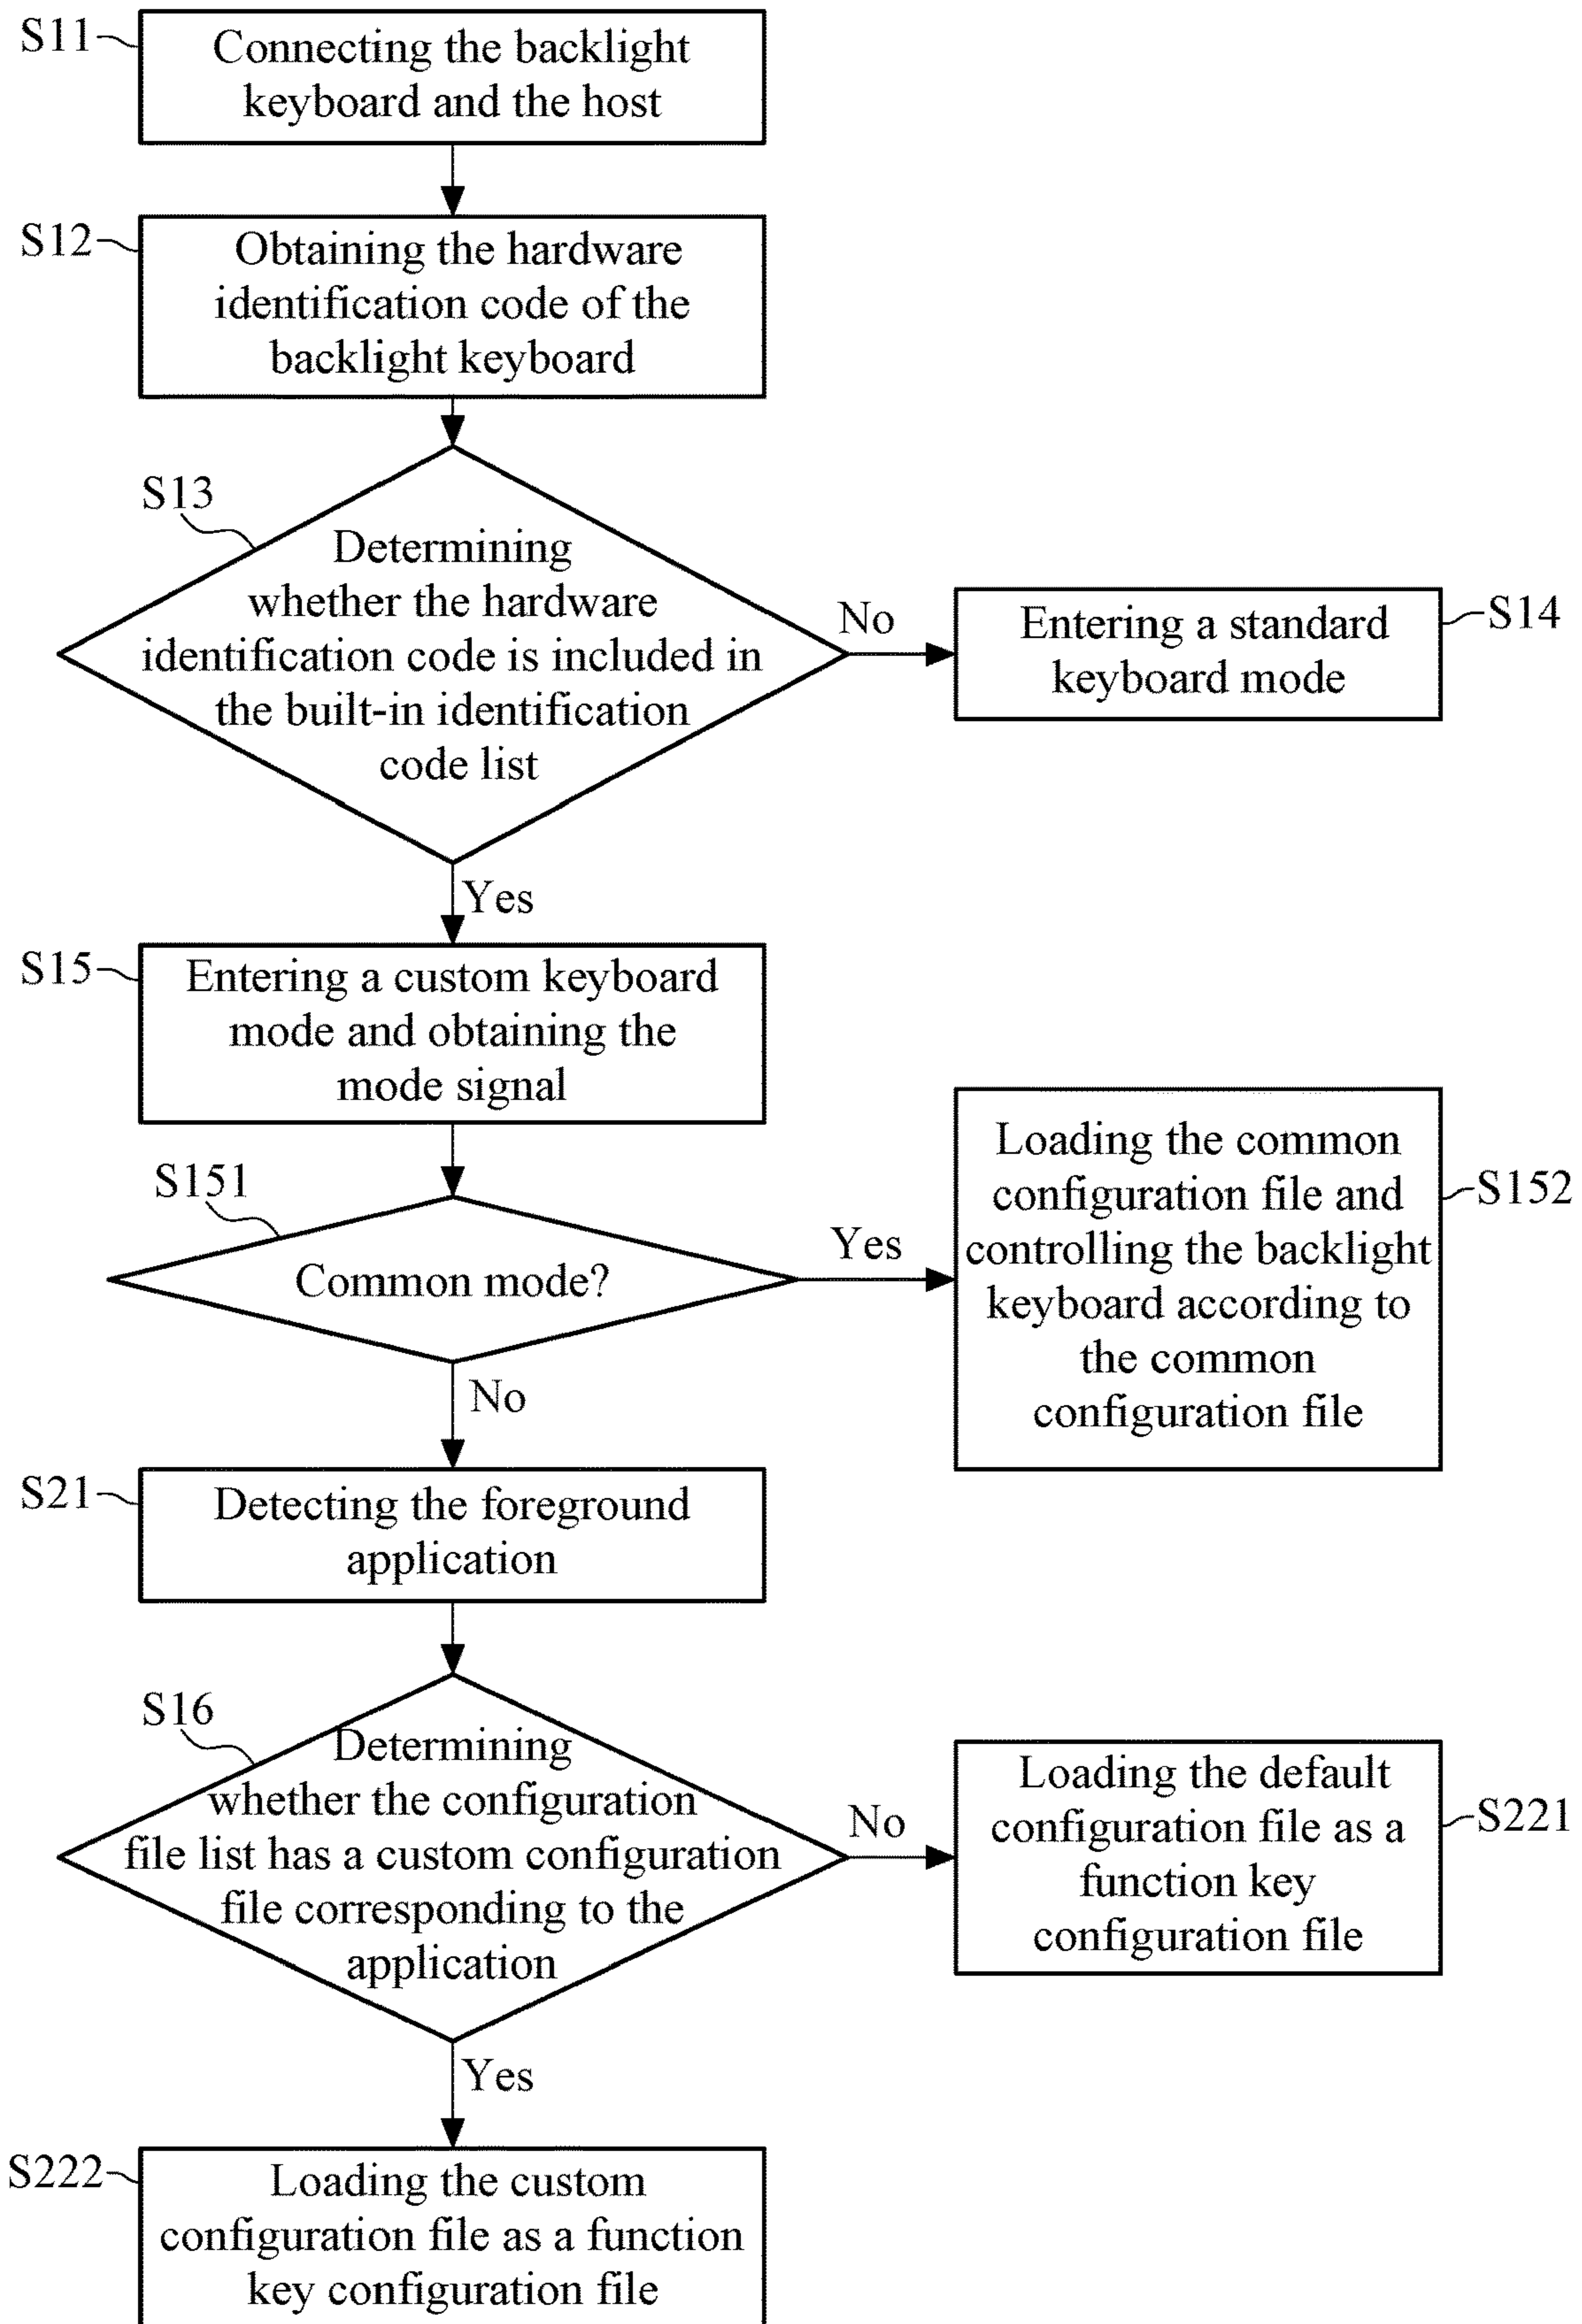 S11
Connecting the backlight
keyboard and the host
S12
Obtaining the hardware
identification code of the
backlight keyboard
S13
Determining
whether the hardware
identification code is included in
the built-in identification
code list
No
Entering a standard
keyboard mode
S14
Yes
S15
Entering a custom keyboard
mode and obtaining the
mode signal
S151
Common mode?
Yes
Loading the common
configuration file and
controlling the backlight
keyboard according to
the common
configuration file
S152
No
S21
Detecting the foreground
application
S16
Determining
whether the configuration
file list has a custom configuration
file corresponding to the
application
No
Loading the default
configuration file as a
function key
configuration file
S221
Yes
S222
Loading the custom
configuration file as a function
key configuration file